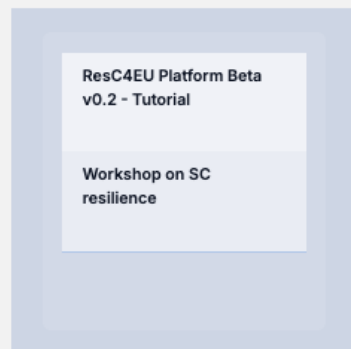 ResC4EU Platform Beta
v0.2 - Tutorial
Workshop on SC
resilience